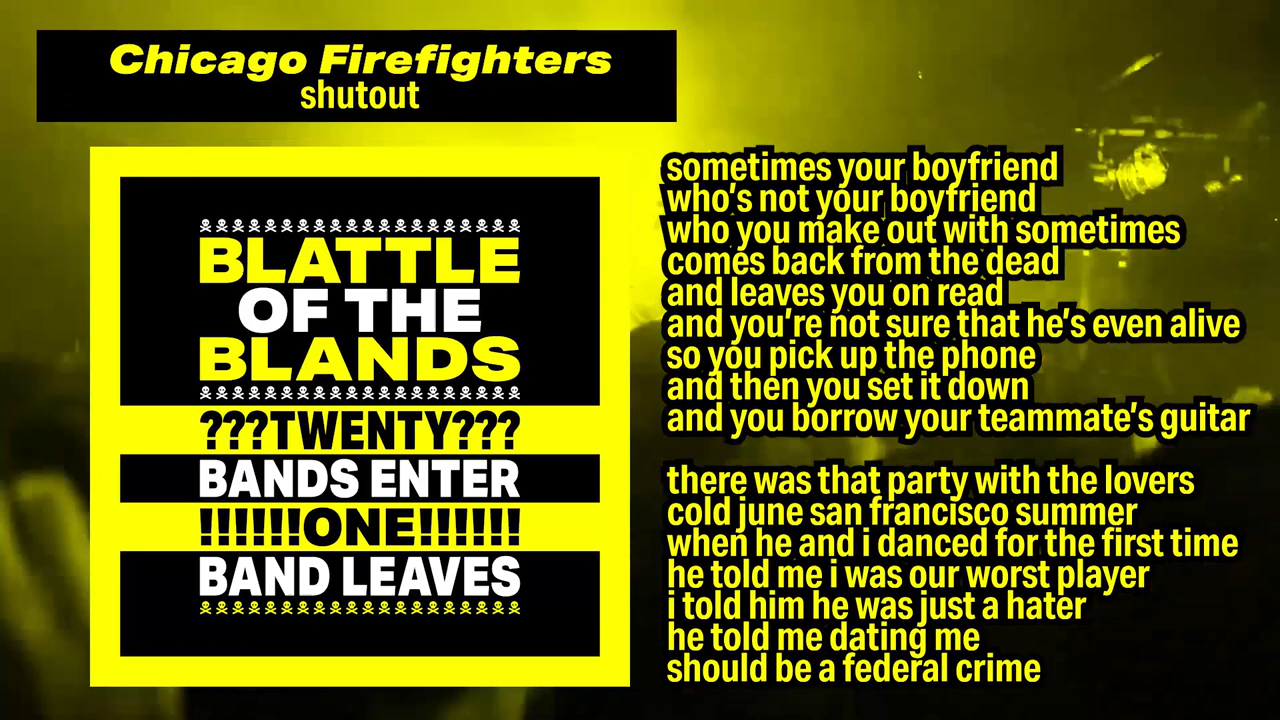 Chicago Firefighters
shutout
BLATTLE
OF THE
BLANDS
???TWENTY???
BANDS ENTER
!!!!!!ONE!!!!!!
BAND LEAVES
sometimes your boyfriend
who's not your boyfriend
who you make out with sometimes
comes back from the dead
and leaves you on read
and you're not sure that he's even alive
so you pick up the phone
and then you set it down
and you borrow your teammate's guitar
there was that party with the lovers
cold june san francisco summer
when he and i danced for the first time
he told me i was our worst player
i told him he was just a hater
he told me dating me
should be a federal crime